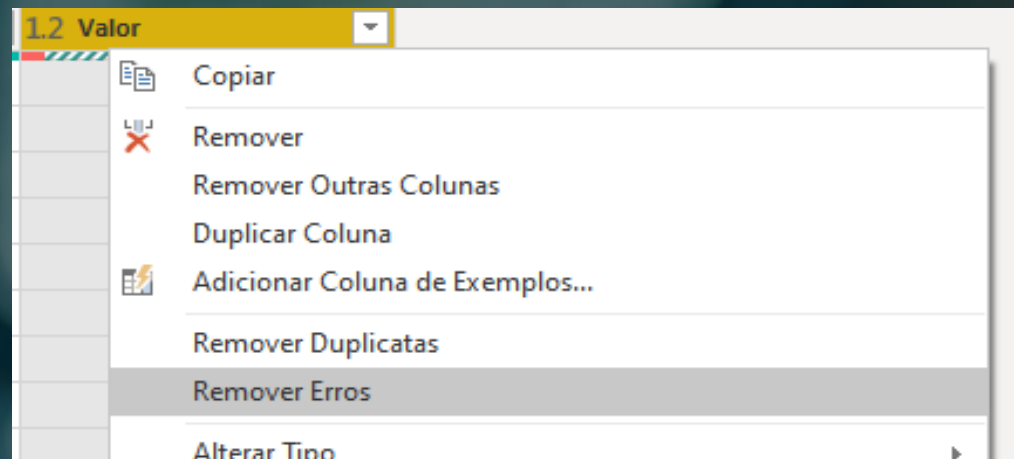 1.2 Valor
Copiar
Remover
Remover Outras Colunas
Duplicar Coluna
Adicionar Coluna de Exemplos...
Remover Duplicatas
Remover Erros
Alterar Tipo